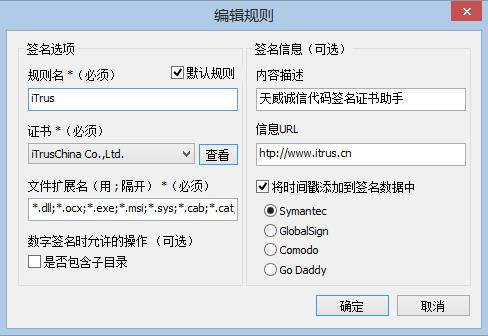 编辑规则
签名选项
规则名 *（必须）
默认规则
iTrus
证书 *（必须）
iTrusChina Co.,Ltd.
查看
文件扩展名（用 ; 隔开） *（必须）
*.dll;*.ocx;*.exe;*.msi;*.sys;*.cab;*.cat,
数字签名时允许的操作 （可选）
是否包含子目录
签名信息（可选）
内容描述
天威诚信代码签名证书助手
信息URL
htp://www.itrus.cn
将时间戳添加到签名数据中
Symantec
GlobalSign
Comodo
Go Daddy
确定
取消